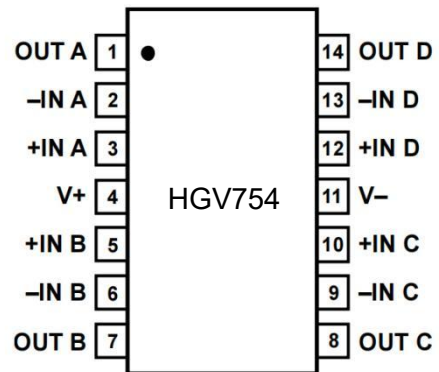 OUT A 1 14 OUT D
–IN A 2 13 –IN D
+IN A 3 12 +IN D
V+ 4 HGV754 11 V–
+IN B 5 10 +IN C
–IN B 6 9 –IN C
OUT B 7 8 OUT C